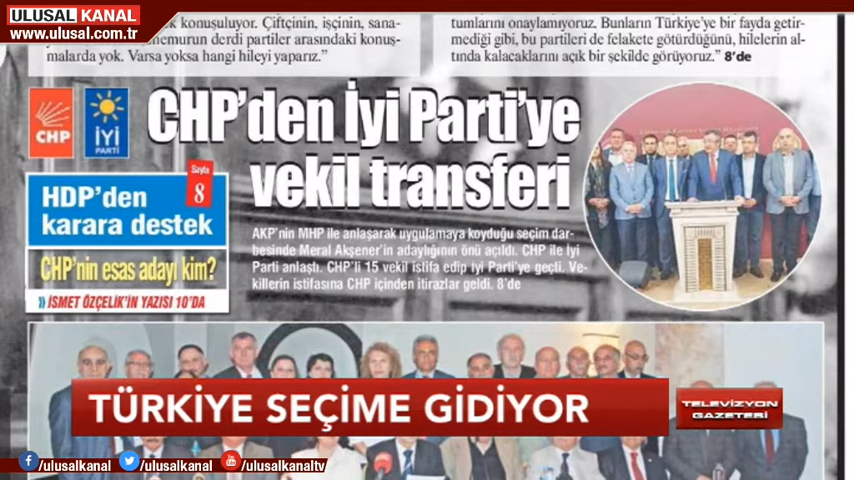 ULUSAL KANAL
www.ulusal.com.tr
konuşuluyor. Çiftçinin, işçinin, sana-
memurun derdi partiler arasındaki konuş-
malarda yok. Varsa yoksa hangi hileyi yaparız.”
tumlarını onaylamıyoruz. Bunların Türkiye’ye bir fayda getir-
mediği gibi, bu partileri de felakete götürdüğünü, hilelerin al-
tında kalacaklarını açık bir şekilde görüyoruz.” 8’de
CHP
İYİ
PARTİ
CHP’den İyi Parti’ye
vekil transferi
Sayfa
8
HDP’den
karara destek
CHP’nin esas adayı kim?
» İSMET ÖZÇELİK’İN YAZISI 10’DA
AKP’nin MHP ile anlaşarak uygulamaya koyduğu seçim dar-
besinde Meral Akşener’in adaylığının önü açıldı. CHP ile İyi
Parti anlaştı. CHP’li 15 vekil istifa edip İyi Parti’ye geçti. Ve-
killerin istifasına CHP içinden itirazlar geldi. 8’de
TÜRKİYE SEÇİME GİDİYOR
TELEVİZYON
GAZETESİ
/ulusalkanal
/ulusalkanal
/ulusalkanaltv